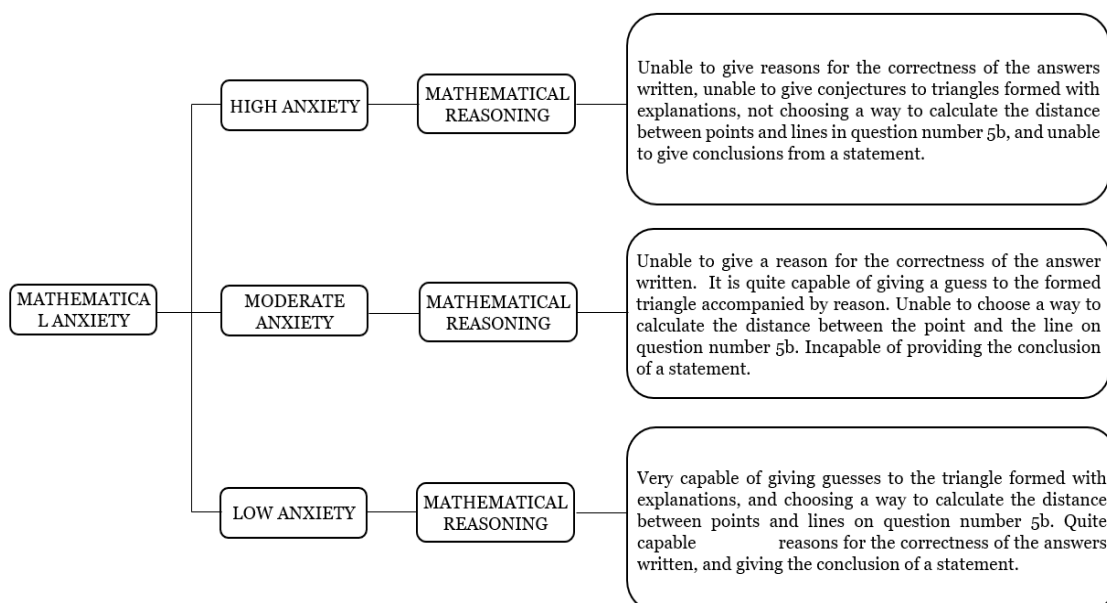 HIGH ANXIETY
MATHEMATICAL
REASONING
Unable to give reasons for the correctness of the answers
written, unable to give conjectures to triangles formed with
explanations, not choosing a way to calculate the distance
between points and lines in question number 5b, and unable
to give conclusions from a statement.
MATHEMATICA
L ANXIETY
MODERATE
ANXIETY
MATHEMATICAL
REASONING
Unable to give a reason for the correctness of the answer
written. It is quite capable of giving a guess to the formed
triangle accompanied by reason. Unable to choose a way to
calculate the distance between the point and the line on
question number 5b. Incapable of providing the conclusion
of a statement.
LOW ANXIETY
MATHEMATICAL
REASONING
Very capable of giving guesses to the triangle formed with
explanations, and choosing a way to calculate the distance
between points and lines on question number 5b. Quite
capable reasons for the correctness of the answers
written, and giving the conclusion of a statement.